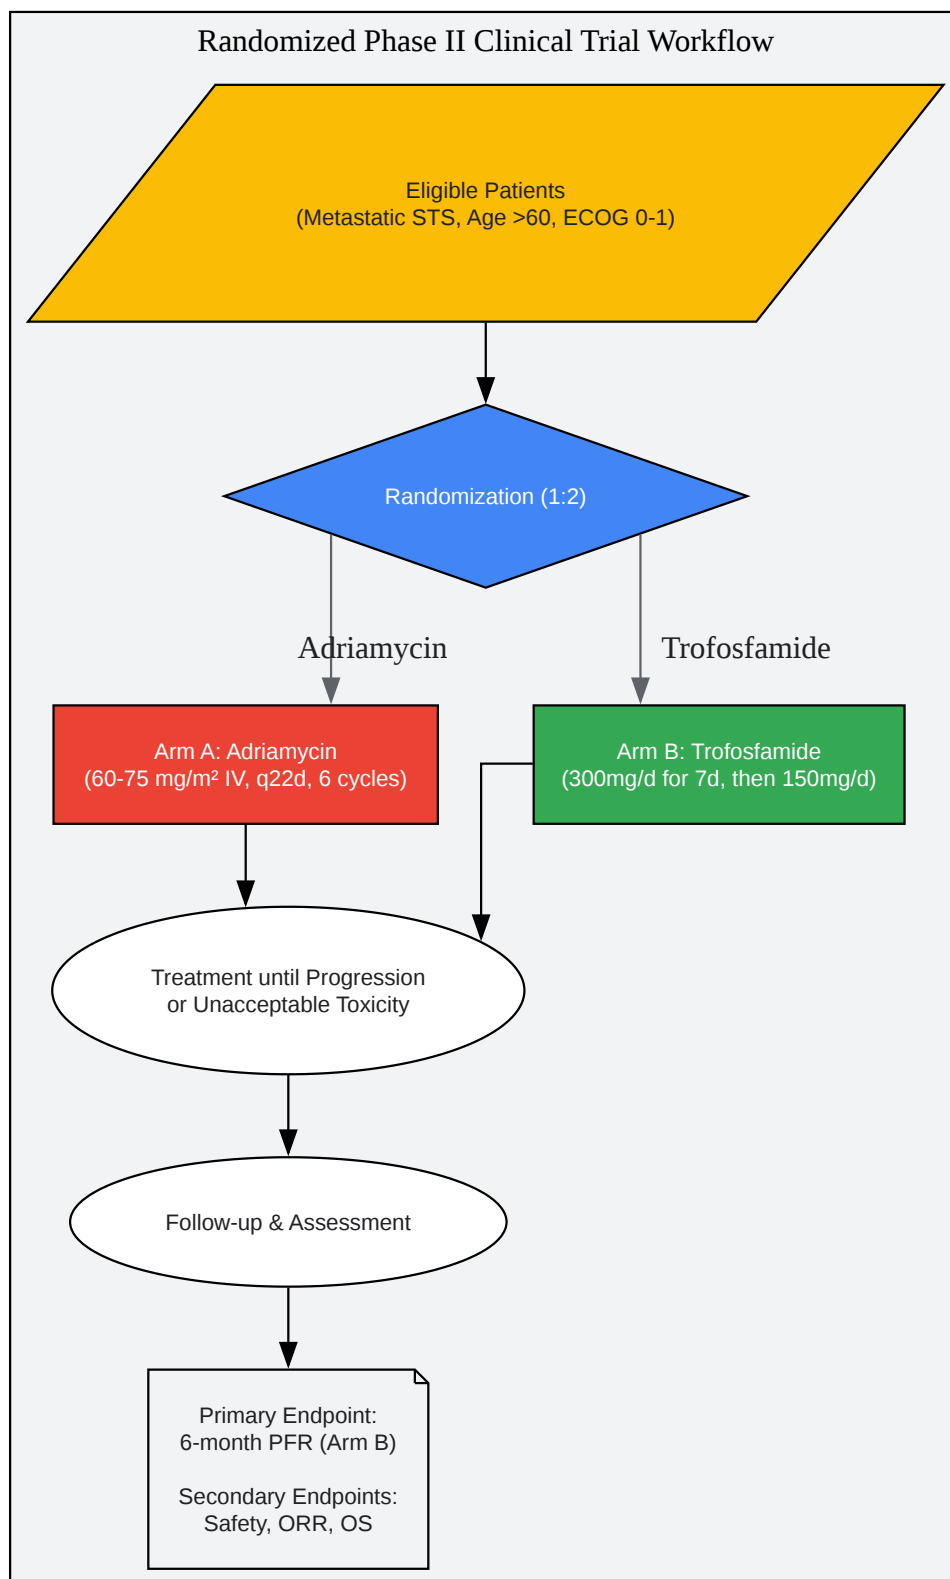 Randomized Phase II Clinical Trial Workflow
Eligible Patients
(Metastatic STS, Age >60, ECOG 0-1)
Randomization (1:2)
Adriamycin
Trofosfamide
Arm A: Adriamycin
(60-75 mg/m² IV, q22d, 6 cycles)
Arm B: Trofosfamide
(300mg/d for 7d, then 150mg/d)
Treatment until Progression
or Unacceptable Toxicity
Follow-up & Assessment
Primary Endpoint:
6-month PFR (Arm B)
Secondary Endpoints:
Safety, ORR, OS